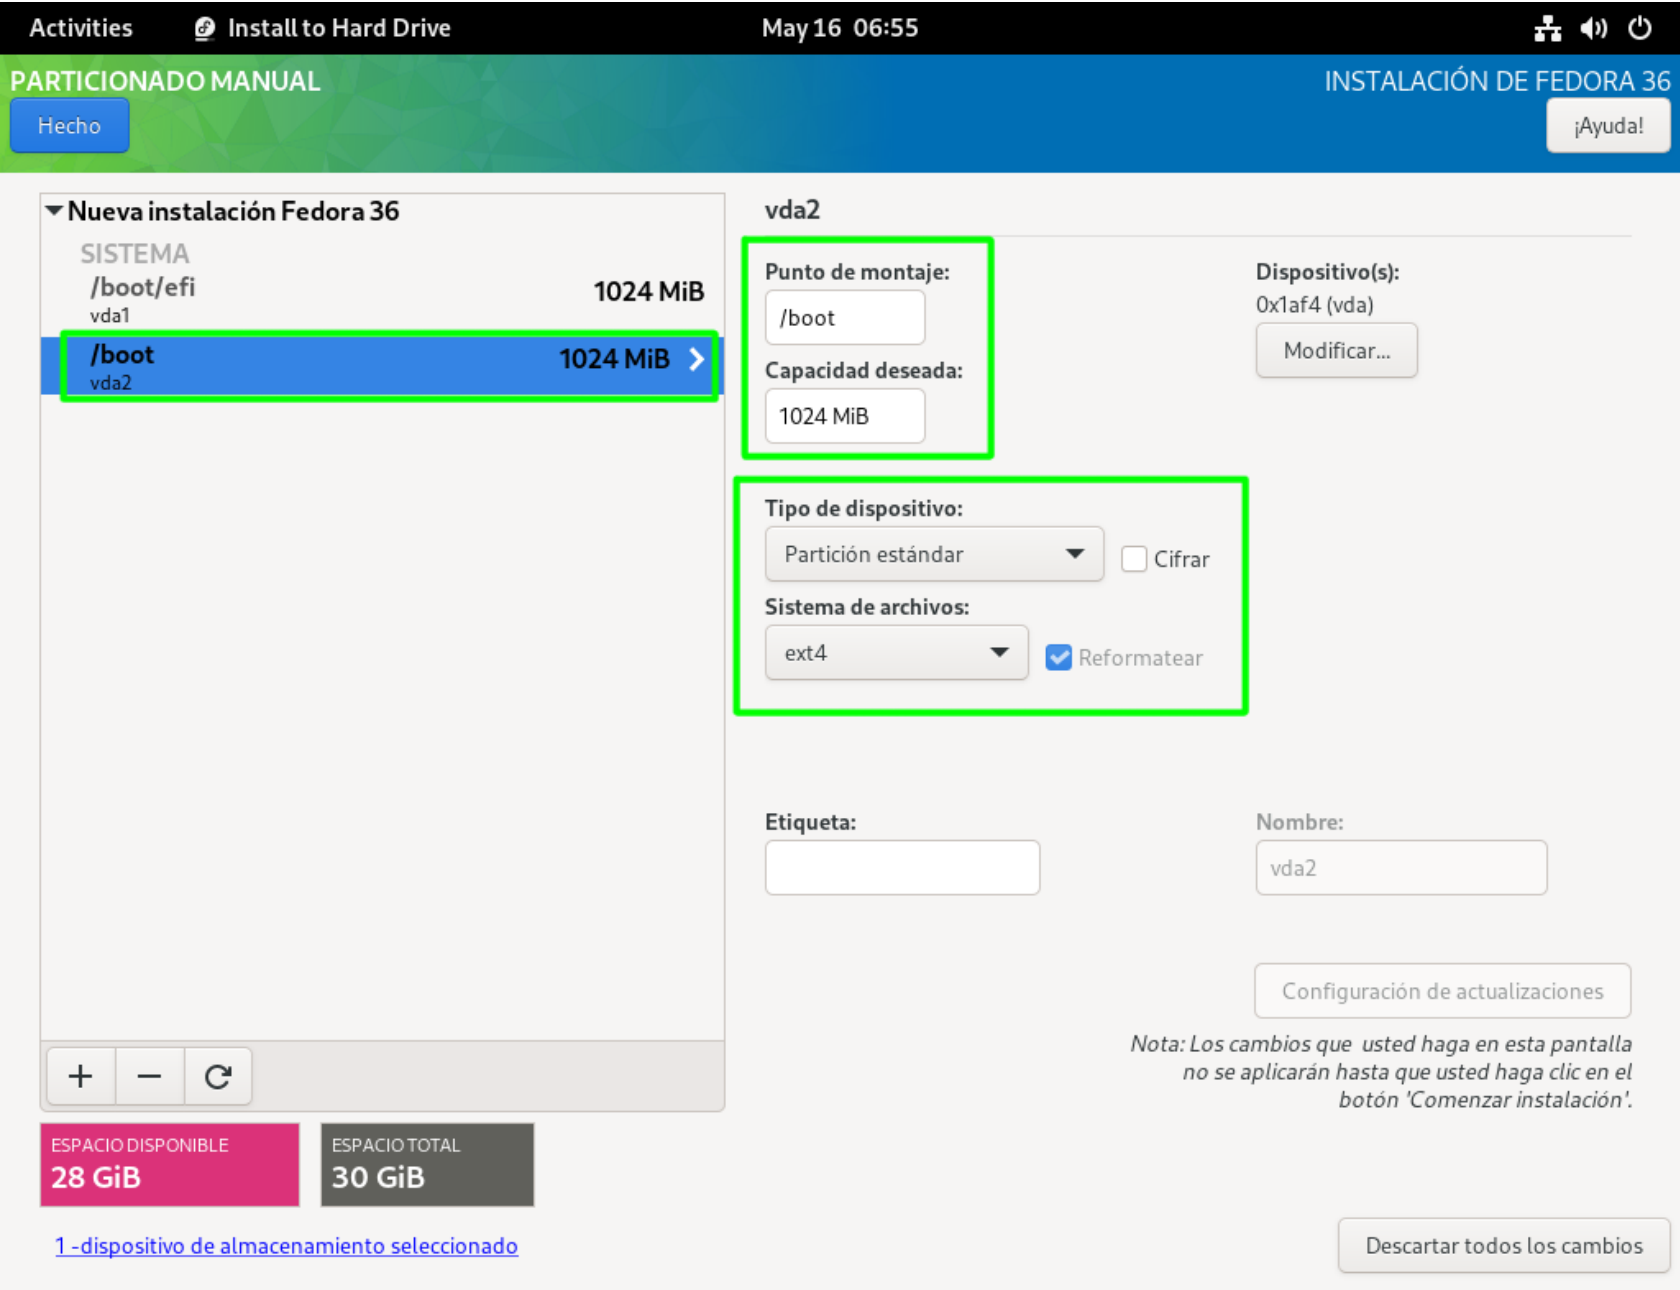 Activities
Install to Hard Drive
May 16 06:55
PARTICIONADO MANUAL
INSTALACIÓN DE FEDORA 36
Hecho
¡Ayuda!
Nueva instalación Fedora 36
SISTEMA
/boot/efi
1024 MiB
vda1
/boot
1024 MiB
vda2
vda2
Punto de montaje:
/boot
Capacidad deseada:
1024 MiB
Dispositivo(s):
0x1af4 (vda)
Modificar...
Tipo de dispositivo:
Partición estándar
Cifrar
Sistema de archivos:
ext4
Reformatear
Etiqueta:
Nombre:
vda2
Configuración de actualizaciones
Nota: Los cambios que usted haga en esta pantalla
no se aplicarán hasta que usted haga clic en el
botón 'Comenzar instalación'.
ESPACIO DISPONIBLE
28 GiB
ESPACIO TOTAL
30 GiB
1 -dispositivo de almacenamiento seleccionado
Descartar todos los cambios